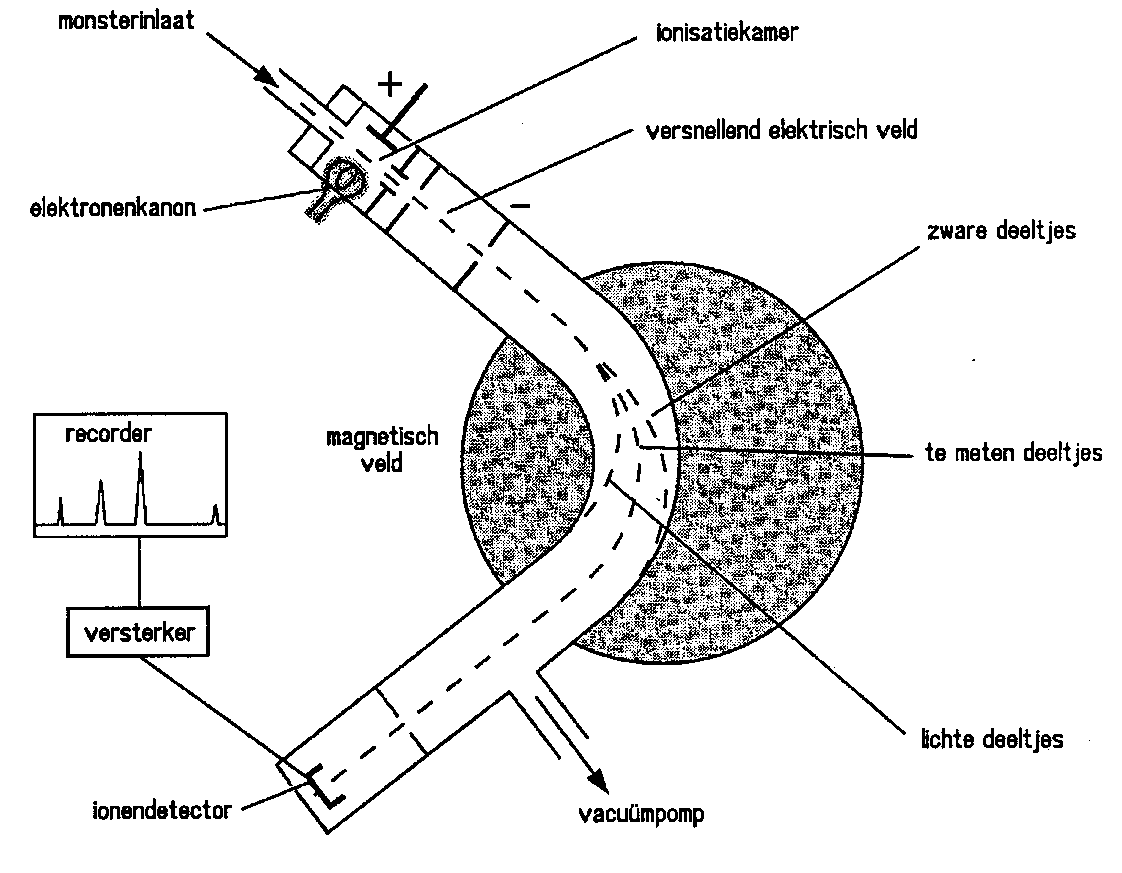 monsterinlaat
ionisatiekamer
+
versnellend elektrisch veld
elektronenkanon
−
zware deeltjes
recorder
magnetisch
veld
te meten deeltjes
versterker
lichte deeltjes
ionendetector
vacuümpomp